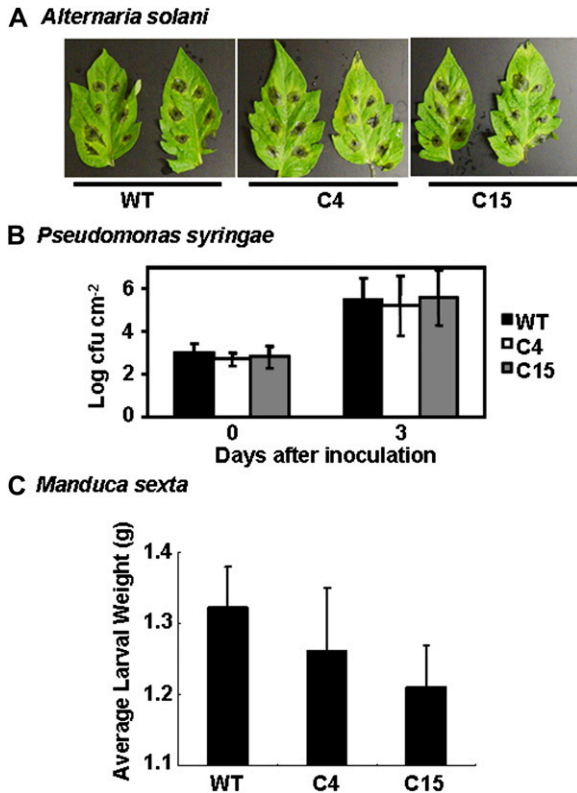 A Alternaria solani
WT C4 C15
B Pseudomonas syringae
Log cfu cm-2
6
4
2
0
WT
C4
C15
0 3
Days after inoculation
C Manduca sexta
Average Larval Weight (g)
1.4
1.3
1.2
1.1
WT C4 C15